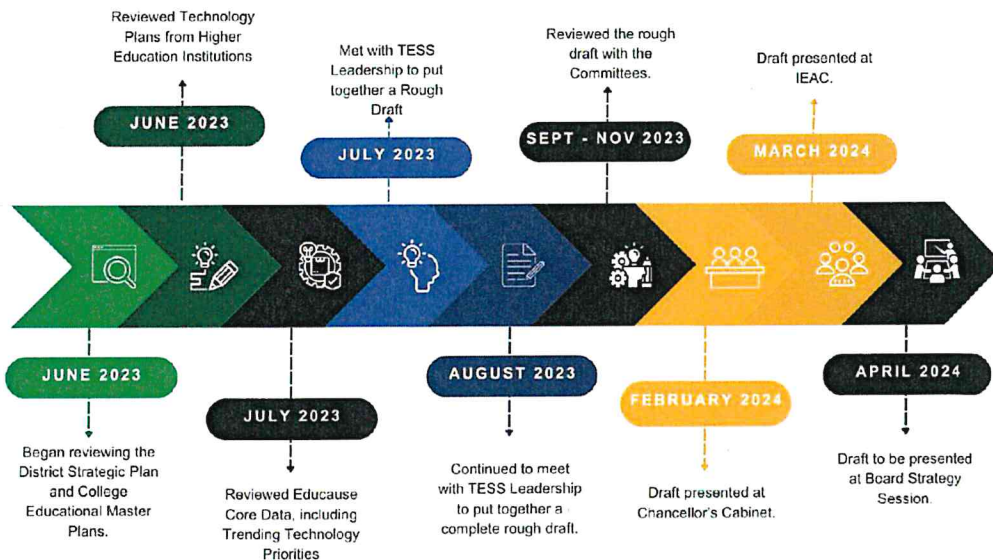 Reviewed Technology
Plans from Higher
Education Institutions
JUNE 2023
Met with TESS
Leadership to put
together a Rough
Draft
JULY 2023
Reviewed the rough
draft with the
Committees.
SEPT - NOV 2023
Draft presented at
IEAC.
MARCH 2024
JUNE 2023
Began reviewing the
District Strategic Plan
and College
Educational Master
Plans.
JULY 2023
Reviewed Educause
Core Data, including
Trending Technology
Priorities
AUGUST 2023
Continued to meet
with TESS Leadership
to put together a
complete rough draft.
FEBRUARY 2024
Draft presented at
Chancellor's Cabinet.
APRIL 2024
Draft to be presented
at Board Strategy
Session.